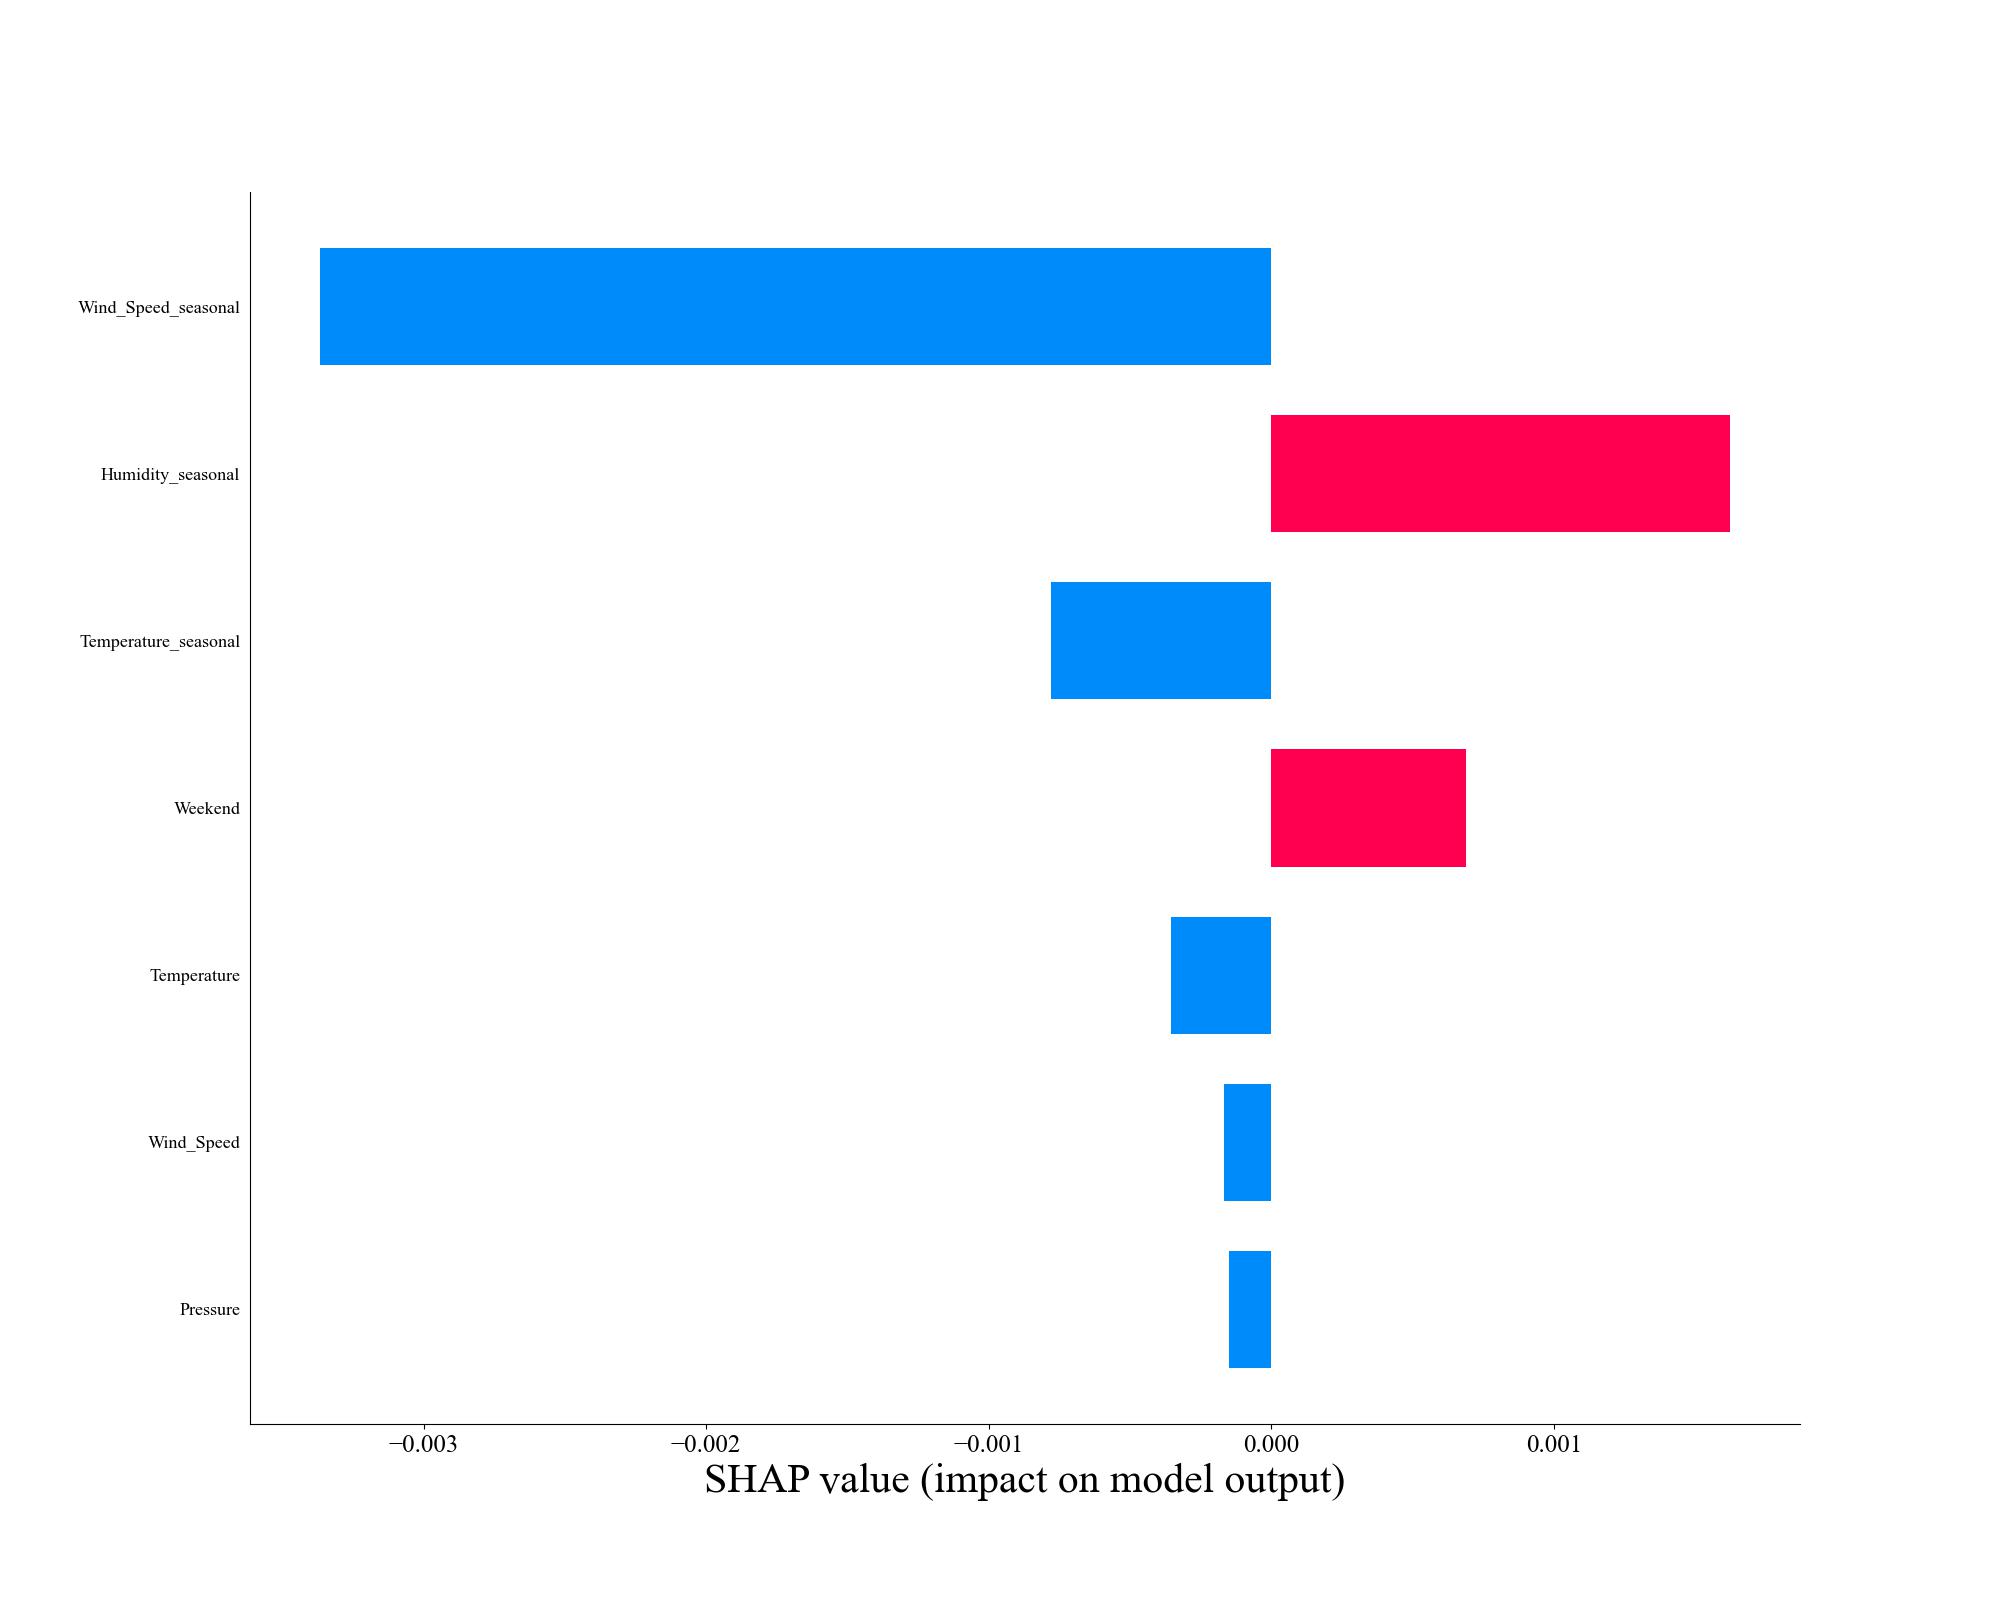 Wind_Speed_seasonal
Humidity_seasonal
Temperature_seasonal
Weekend
Temperature
Wind_Speed
Pressure
−0.003 −0.002 −0.001 0.000 0.001
SHAP value (impact on model output)